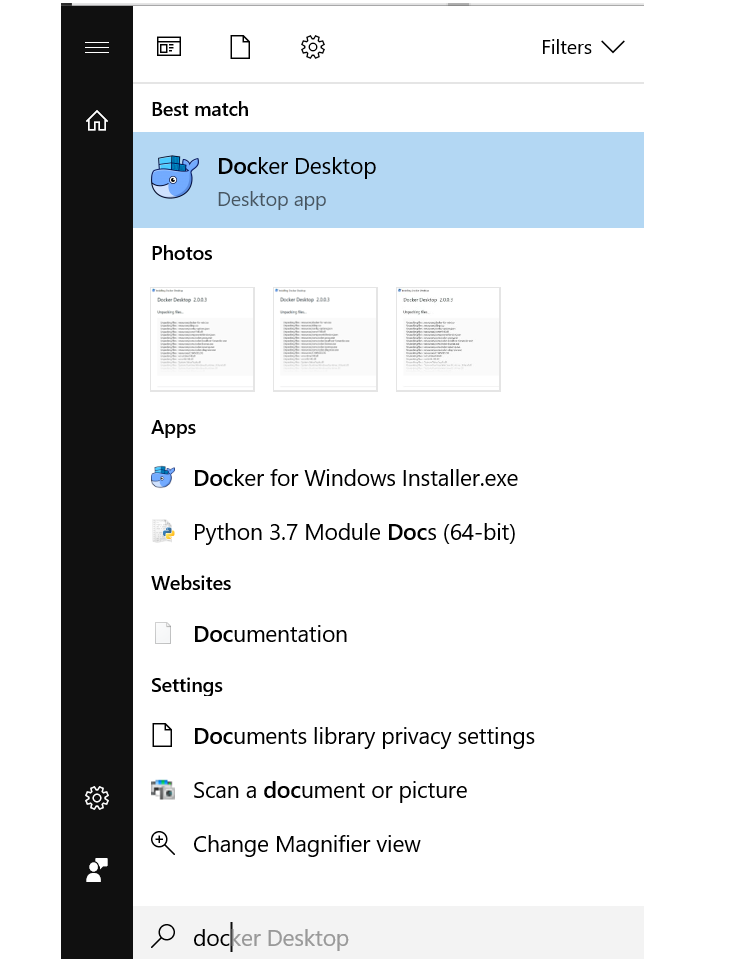 Filters
Best match
Docker Desktop
Desktop app
Photos
Docker Desktop 2.0.0.3
Unpacking files...
Docker Desktop 2.0.0.3
Unpacking files...
Docker Desktop 2.0.0.3
Unpacking files...
Apps
Docker for Windows Installer.exe
Python 3.7 Module Docs (64-bit)
Websites
Documentation
Settings
Documents library privacy settings
Scan a document or picture
Change Magnifier view
docker Desktop